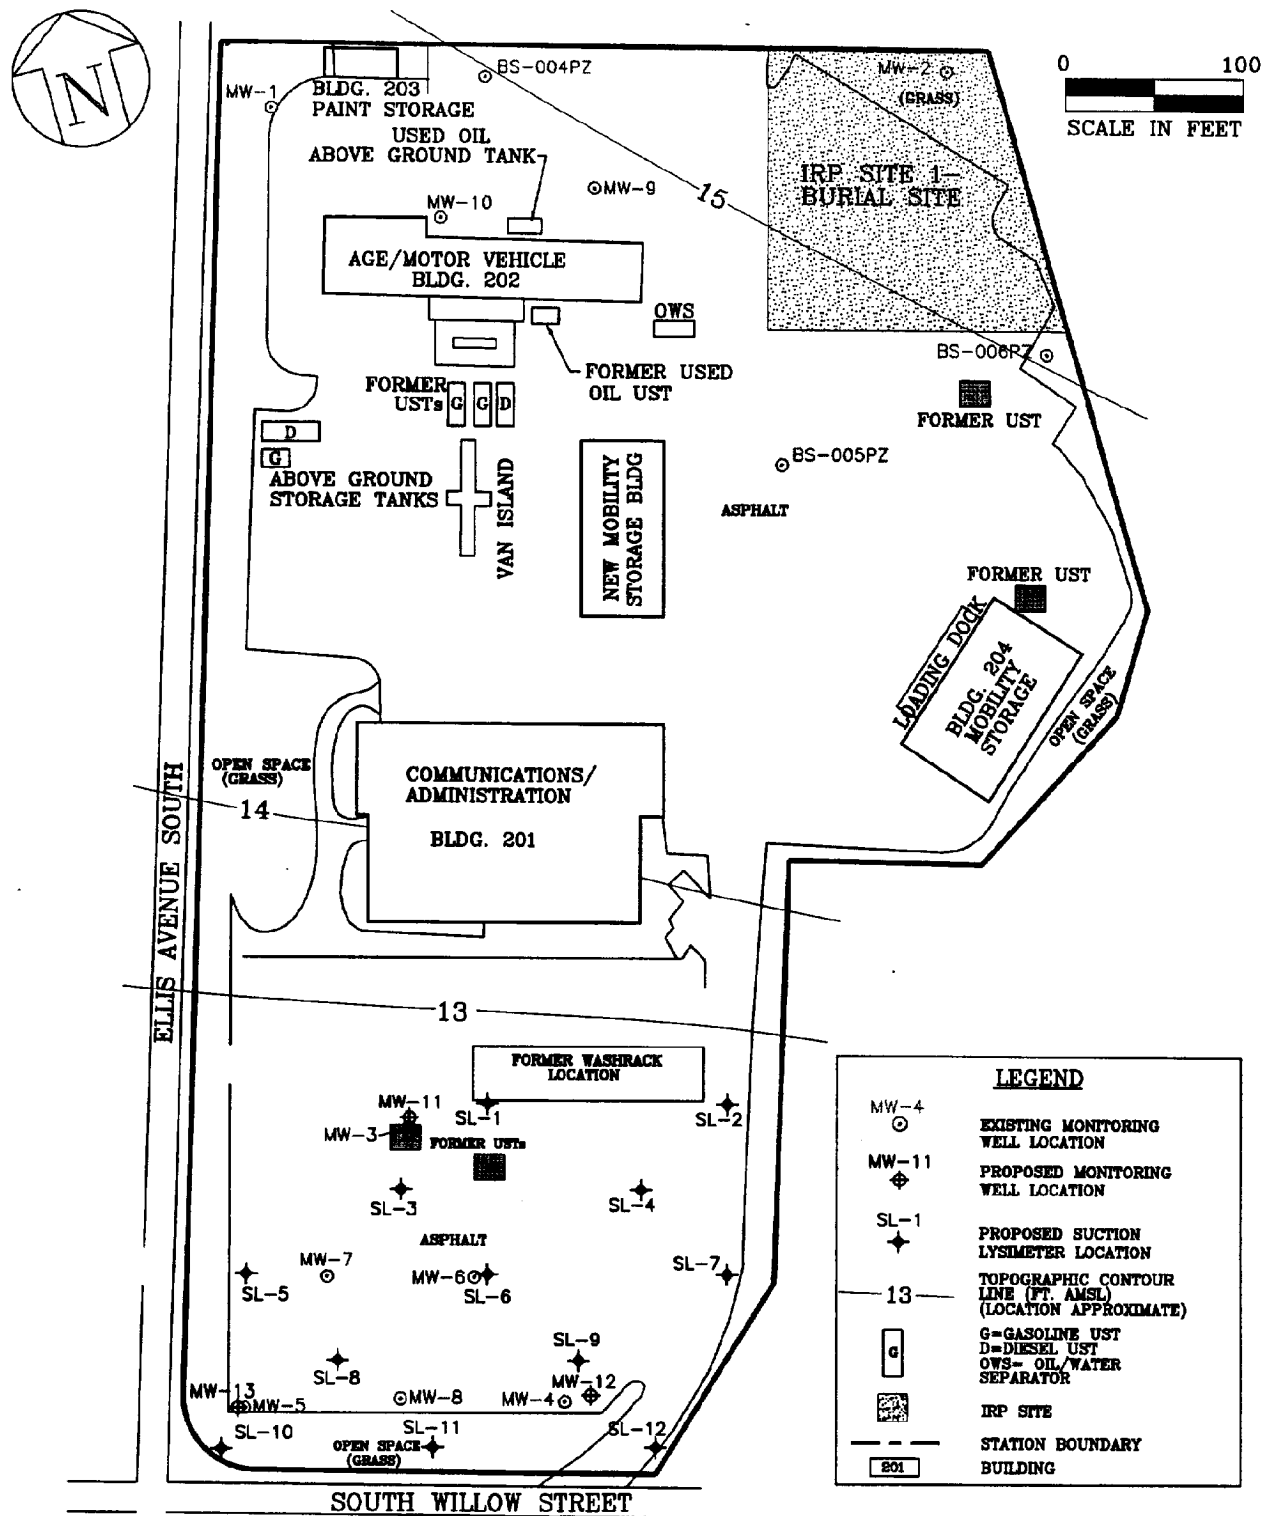 N
0 100
SCALE IN FEET
MW-1
BLDG. 203
PAINT STORAGE
BS-004PZ
MW-2
(GRASS)
USED OIL
ABOVE GROUND TANK
IRP SITE 1-
BURIAL SITE
MW-9
15
MW-10
AGE/MOTOR VEHICLE
BLDG. 202
OWS
BS-006PZ
FORMER USED
OIL UST
FORMER
USTs
G
G
D
FORMER UST
D
G
ABOVE GROUND
STORAGE TANKS
VAN ISLAND
NEW MOBILITY
STORAGE BLDG
BS-005PZ
ASPHALT
FORMER UST
LOADING DOCK
BLDG. 204
MOBILITY
STORAGE
OPEN SPACE
(GRASS)
OPEN SPACE
(GRASS)
14
COMMUNICATIONS/
ADMINISTRATION
BLDG. 201
ELLIS AVENUE SOUTH
13
FORMER WASHRACK
LOCATION
MW-11
SL-1
SL-2
MW-3
FORMER USTs
SL-3
SL-4
ASPHALT
MW-7
MW-6
SL-5
SL-6
SL-7
SL-9
SL-8
MW-12
MW-13
MW-5
MW-8
MW-4
SL-10
SL-11
SL-12
OPEN SPACE
(GRASS)
SOUTH WILLOW STREET
LEGEND
MW-4
EXISTING MONITORING
WELL LOCATION
MW-11
PROPOSED MONITORING
WELL LOCATION
SL-1
PROPOSED SUCTION
LYSIMETER LOCATION
13
TOPOGRAPHIC CONTOUR
LINE (FT. AMSL)
(LOCATION APPROXIMATE)
G
G=GASOLINE UST
D=DIESEL UST
OWS= OIL/WATER
SEPARATOR
IRP SITE
STATION BOUNDARY
201
BUILDING